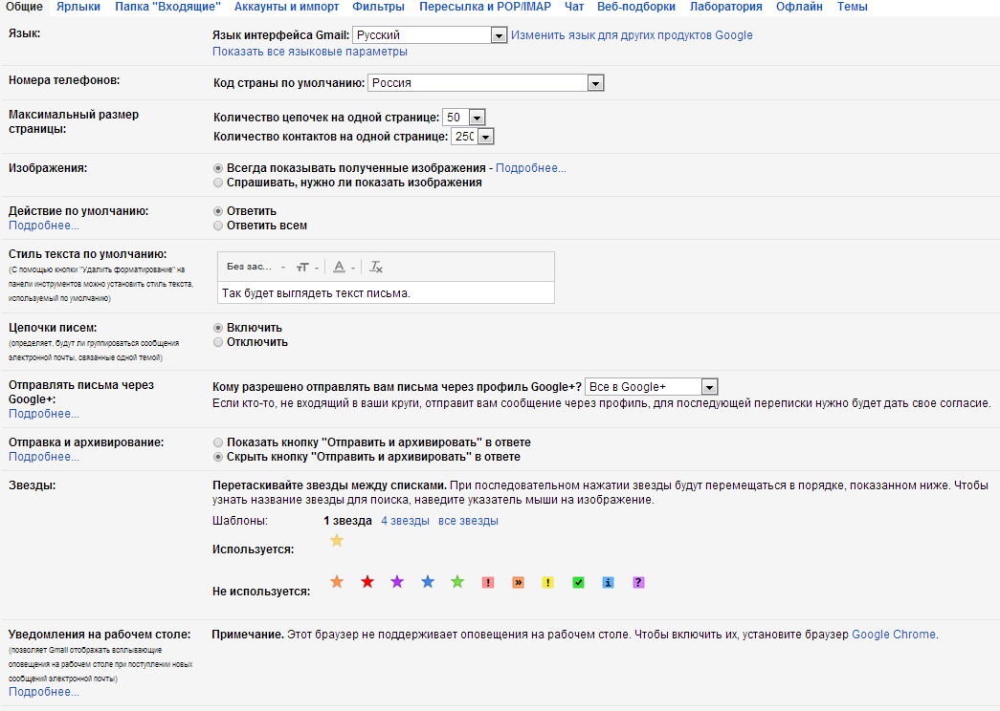 Общие Ярлыки Папка "Входящие" Аккаунты и импорт Фильтры Пересылка и POP/IMAP Чат Веб-подборки Лаборатория Офлайн Темы
Язык:
Язык интерфейса Gmail: Русский Изменить язык для других продуктов Google
Показать все языковые параметры
Номера телефонов:
Код страны по умолчанию: Россия
Максимальный размер
страницы:
Количество цепочек на одной странице: 50
Количество контактов на одной странице: 250
Изображения:
Всегда показывать полученные изображения - Подробнее...
Спрашивать, нужно ли показать изображения
Действие по умолчанию:
Подробнее...
Ответить
Ответить всем
Стиль текста по умолчанию:
(С помощью кнопки "Удалить форматирование" на
панели инструментов можно установить стиль текста,
используемый по умолчанию)
Без зас...
Так будет выглядеть текст письма.
Цепочки писем:
(определяет, будут ли группироваться сообщения
электронной почты, связанные одной темой)
Включить
Отключить
Отправлять письма через
Google+:
Подробнее...
Кому разрешено отправлять вам письма через профиль Google+? Все в Google+
Если кто-то, не входящий в ваши круги, отправит вам сообщение через профиль, для последующей переписки нужно будет дать свое согласие.
Отправка и архивирование:
Подробнее...
Показать кнопку "Отправить и архивировать" в ответе
Скрыть кнопку "Отправить и архивировать" в ответе
Звезды:
Перетаскивайте звезды между списками. При последовательном нажатии звезды будут перемещаться в порядке, показанном ниже. Чтобы
узнать название звезды для поиска, наведите указатель мыши на изображение.
Шаблоны: 1 звезда 4 звезды все звезды
Используется:
Не используется: ! » ! i ?
Уведомления на рабочем столе:
(позволяет Gmail отображать всплывающие
оповещения на рабочем столе при поступлении новых
сообщений электронной почты)
Подробнее...
Примечание. Этот браузер не поддерживает оповещения на рабочем столе. Чтобы включить их, установите браузер Google Chrome.